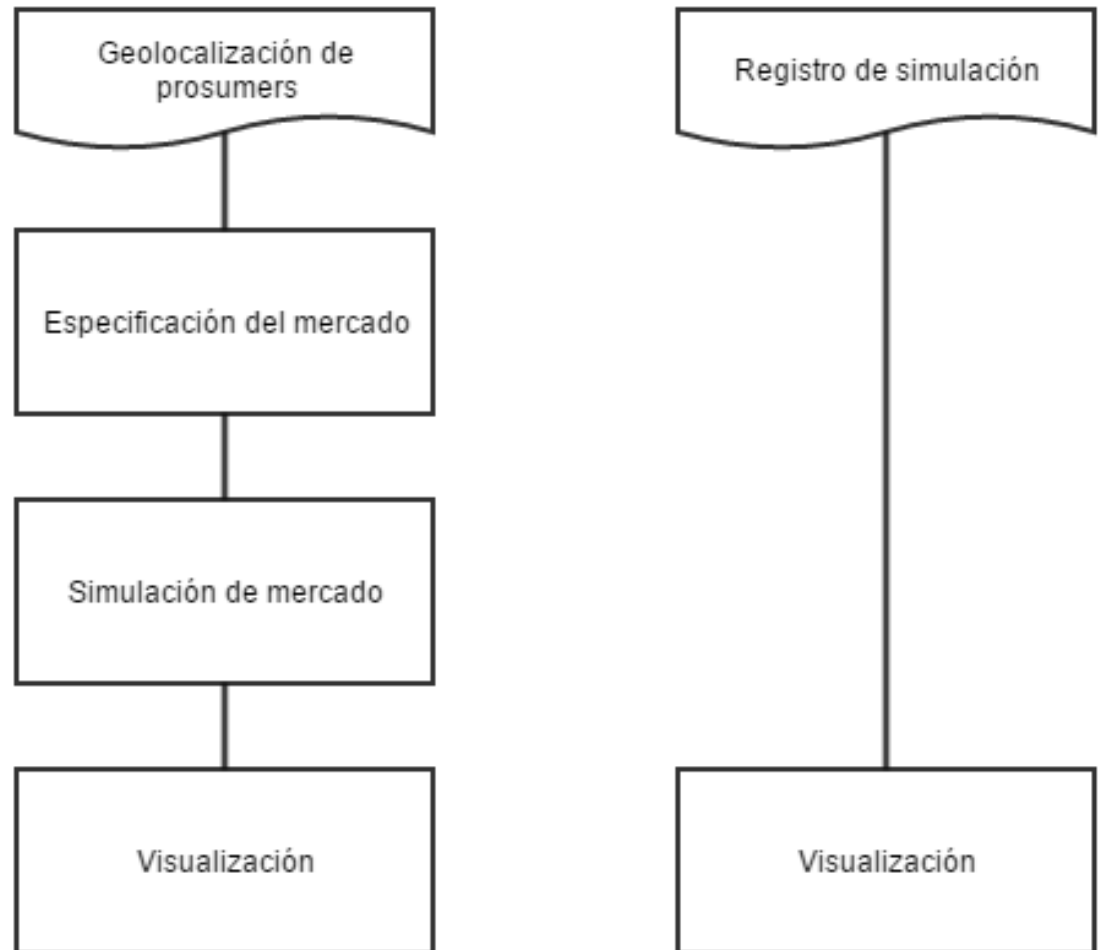 Geolocalización de
prosumers
Registro de simulación
Especificación del mercado
Simulación de mercado
Visualización
Visualización